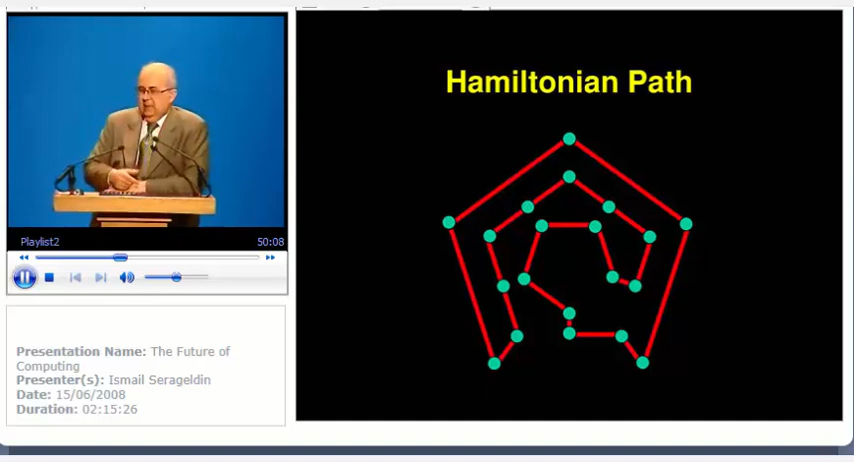 Hamiltonian Path
Playlist2 50:08
Presentation Name: The Future of
Computing
Presenter(s): Ismail Serageldin
Date: 15/06/2008
Duration: 02:15:26